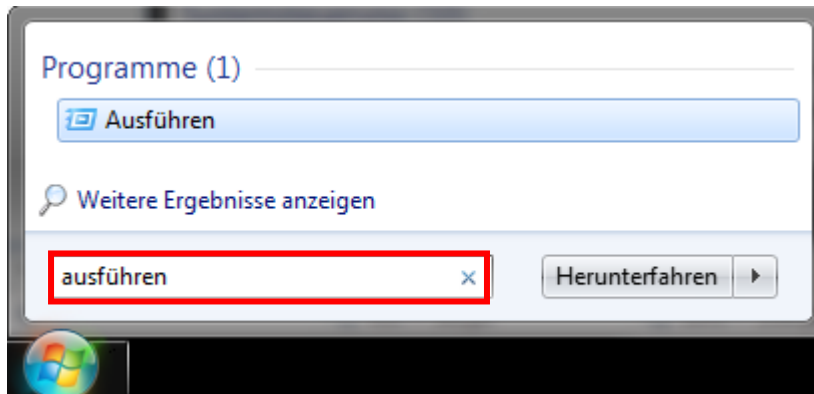 Programme (1)
Ausführen
Weitere Ergebnisse anzeigen
ausführen
Herunterfahren